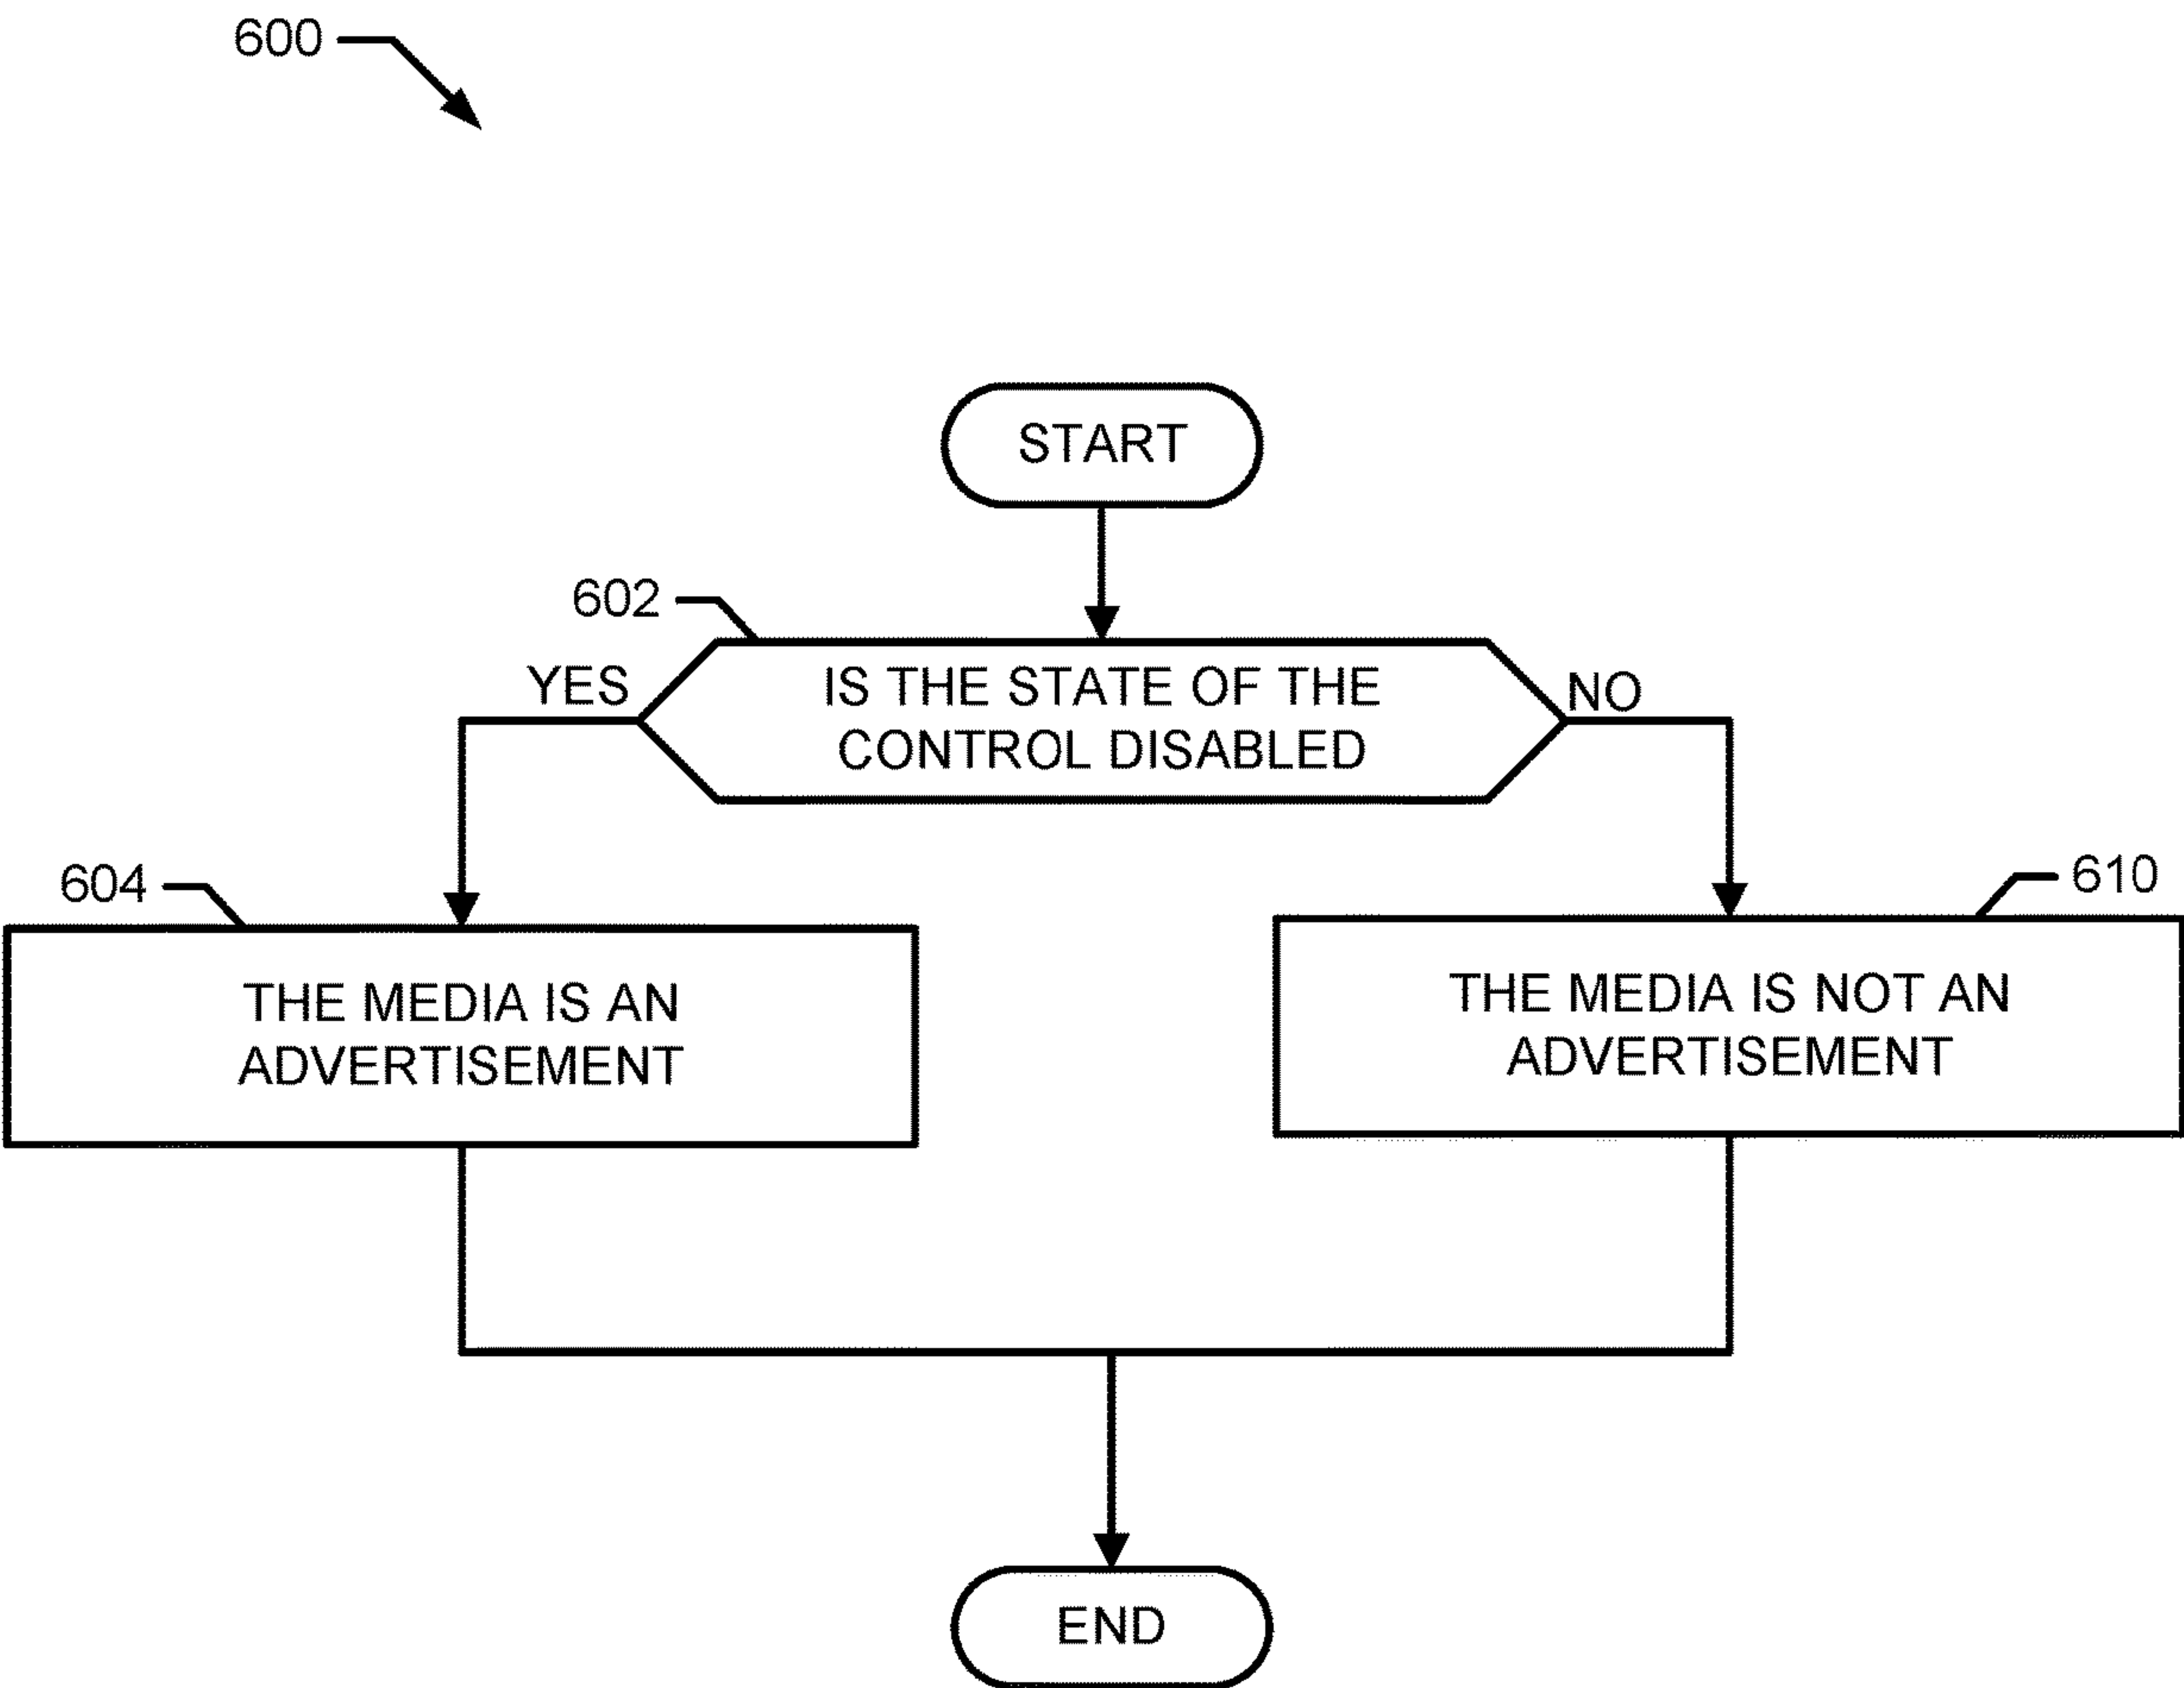 600
START
602
YES
IS THE STATE OF THE
CONTROL DISABLED
NO
604
THE MEDIA IS AN
ADVERTISEMENT
610
THE MEDIA IS NOT AN
ADVERTISEMENT
END